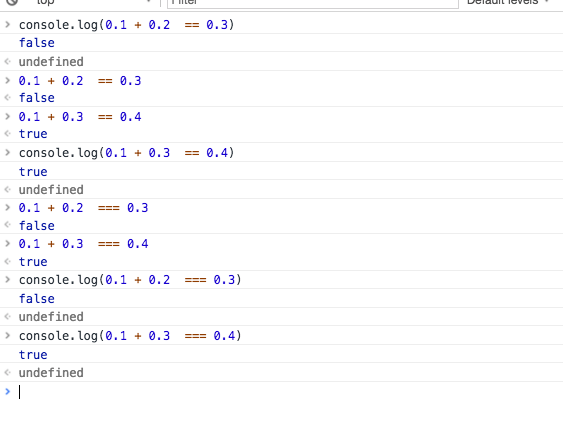 top Filter Default levels
> console.log(0.1 + 0.2  == 0.3)
false
undefined
> 0.1 + 0.2  == 0.3
false
> 0.1 + 0.3  == 0.4
true
> console.log(0.1 + 0.3  == 0.4)
true
undefined
> 0.1 + 0.2  === 0.3
false
> 0.1 + 0.3  === 0.4
true
> console.log(0.1 + 0.2  === 0.3)
false
undefined
> console.log(0.1 + 0.3  === 0.4)
true
undefined
>